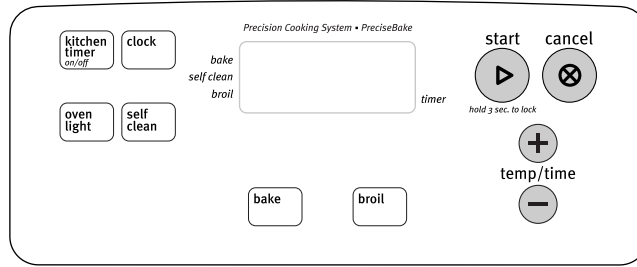 Precision Cooking System • PreciseBake
kitchen
timer
on/off
clock
bake
self clean
broil
timer
start
cancel
hold 3 sec. to lock
oven
light
self
clean
temp/time
bake
broil